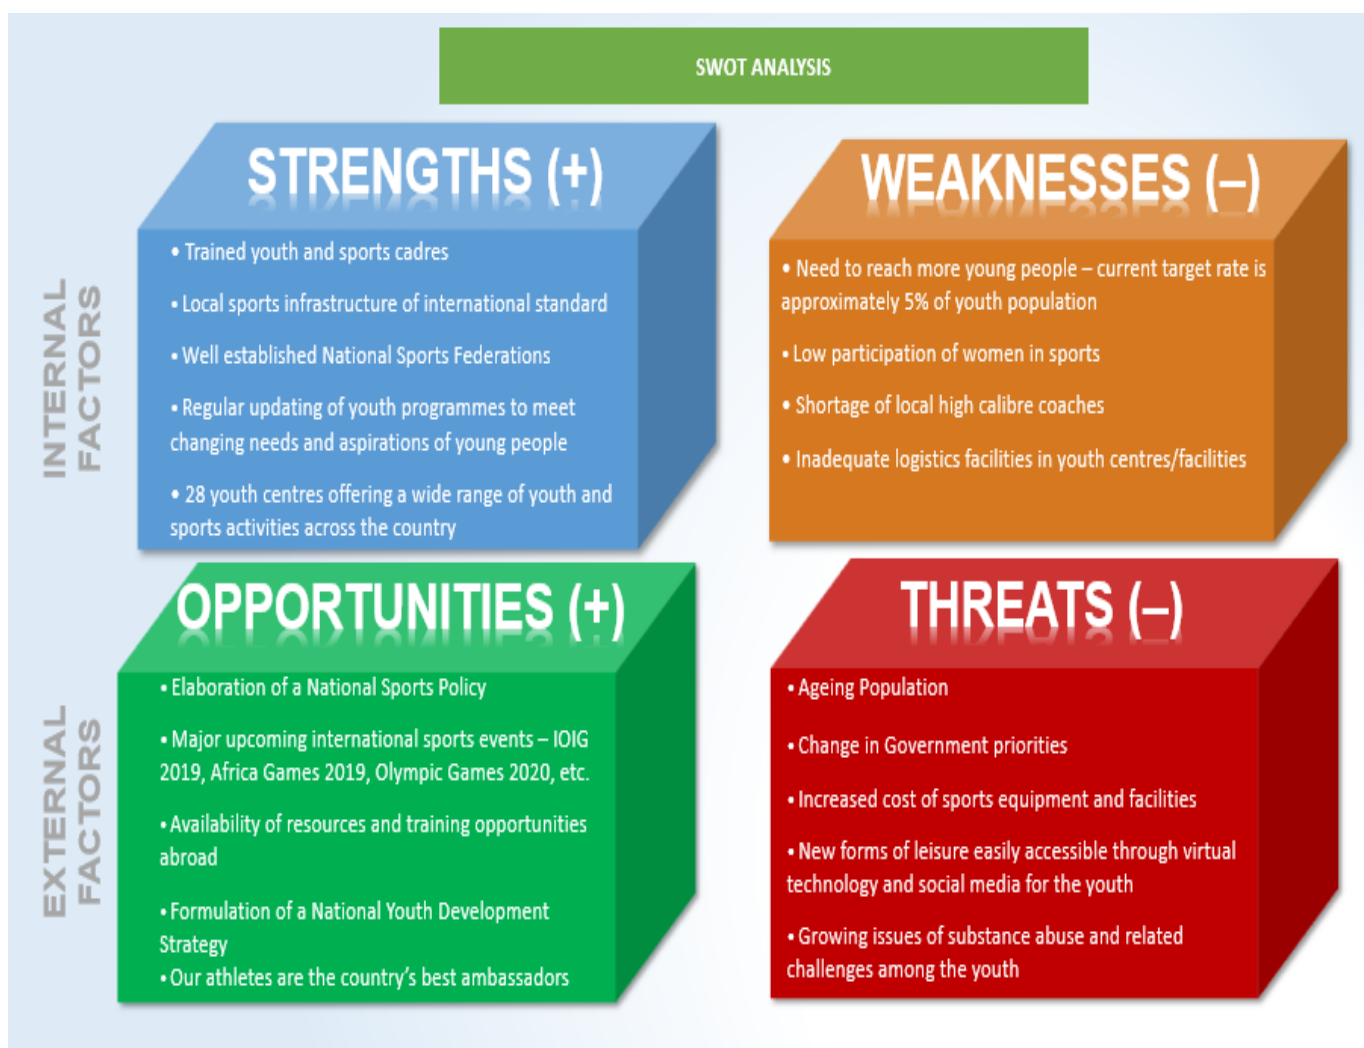 SWOT ANALYSIS
INTERNAL
FACTORS
STRENGTHS (+)
• Trained youth and sports cadres
• Local sports infrastructure of international standard
• Well established National Sports Federations
• Regular updating of youth programmes to meet
changing needs and aspirations of young people
• 28 youth centres offering a wide range of youth and
sports activities across the country
WEAKNESSES (–)
• Need to reach more young people – current target rate is
approximately 5% of youth population
• Low participation of women in sports
• Shortage of local high calibre coaches
• Inadequate logistics facilities in youth centres/facilities
EXTERNAL
FACTORS
OPPORTUNITIES (+)
• Elaboration of a National Sports Policy
• Major upcoming international sports events – IOIG
2019, Africa Games 2019, Olympic Games 2020, etc.
• Availability of resources and training opportunities
abroad
• Formulation of a National Youth Development
Strategy
• Our athletes are the country's best ambassadors
THREATS (–)
• Ageing Population
• Change in Government priorities
• Increased cost of sports equipment and facilities
• New forms of leisure easily accessible through virtual
technology and social media for the youth
• Growing issues of substance abuse and related
challenges among the youth